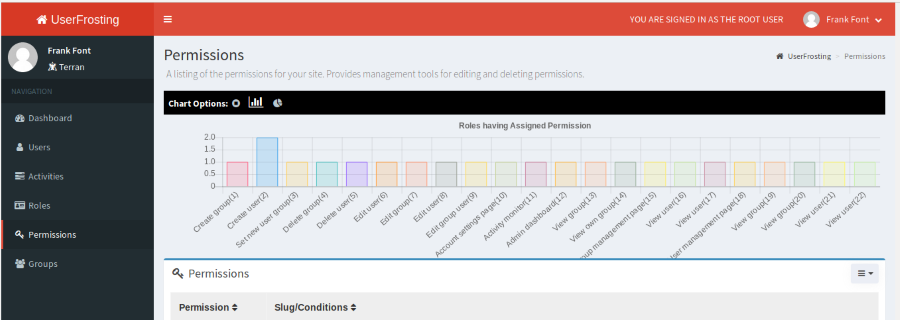 UserFrosting
YOU ARE SIGNED IN AS THE ROOT USER
Frank Font
Frank Font
Terran
NAVIGATION
Dashboard
Users
Activities
Roles
Permissions
Groups
Permissions
A listing of the permissions for your site. Provides management tools for editing and deleting permissions.
UserFrosting > Permissions
Chart Options:
Roles having Assigned Permission
2.0
1.5
1.0
0.5
0
Create group(1)
Create user(2)
Set new user group(3)
Delete group(4)
Delete user(5)
Edit user(6)
Edit group(7)
Edit user(8)
Edit group user(9)
Account settings page(10)
Activity monitor(11)
Admin dashboard(12)
View group(13)
View own group(14)
oup management page(15)
View user(16)
View user(17)
ser management page(18)
View group(19)
View group(20)
View user(21)
View user(22)
Permissions
Permission
Slug/Conditions